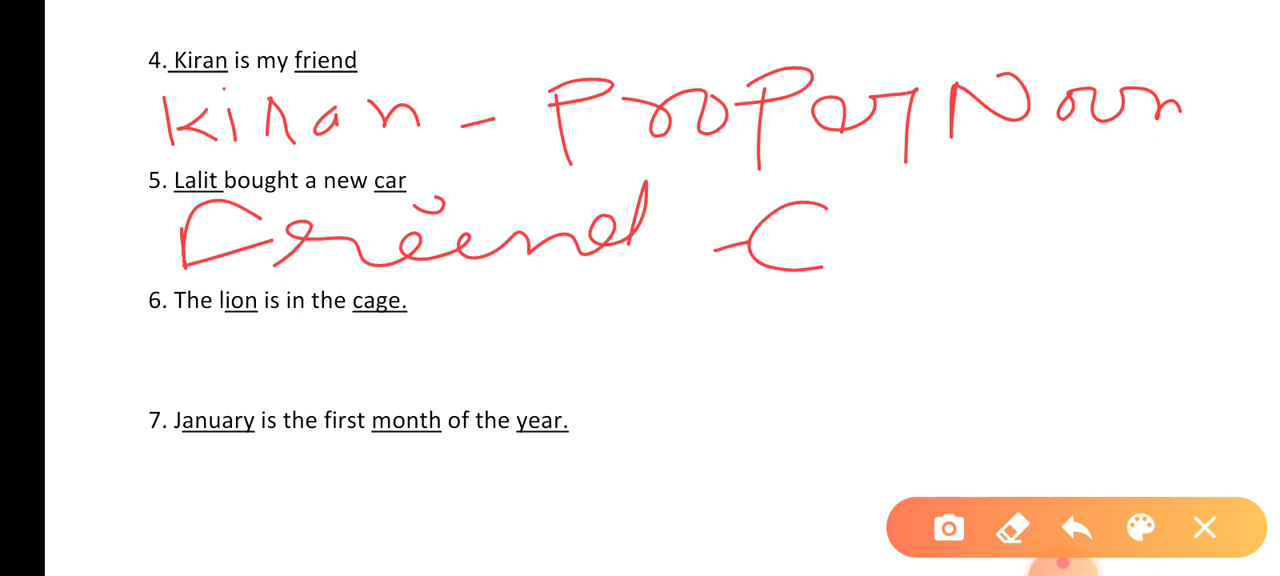 4. Kiran is my friend
Kiran - Proper Noun
5. Lalit bought a new car
- C
6. The lion is in the cage.
7. January is the first month of the year.